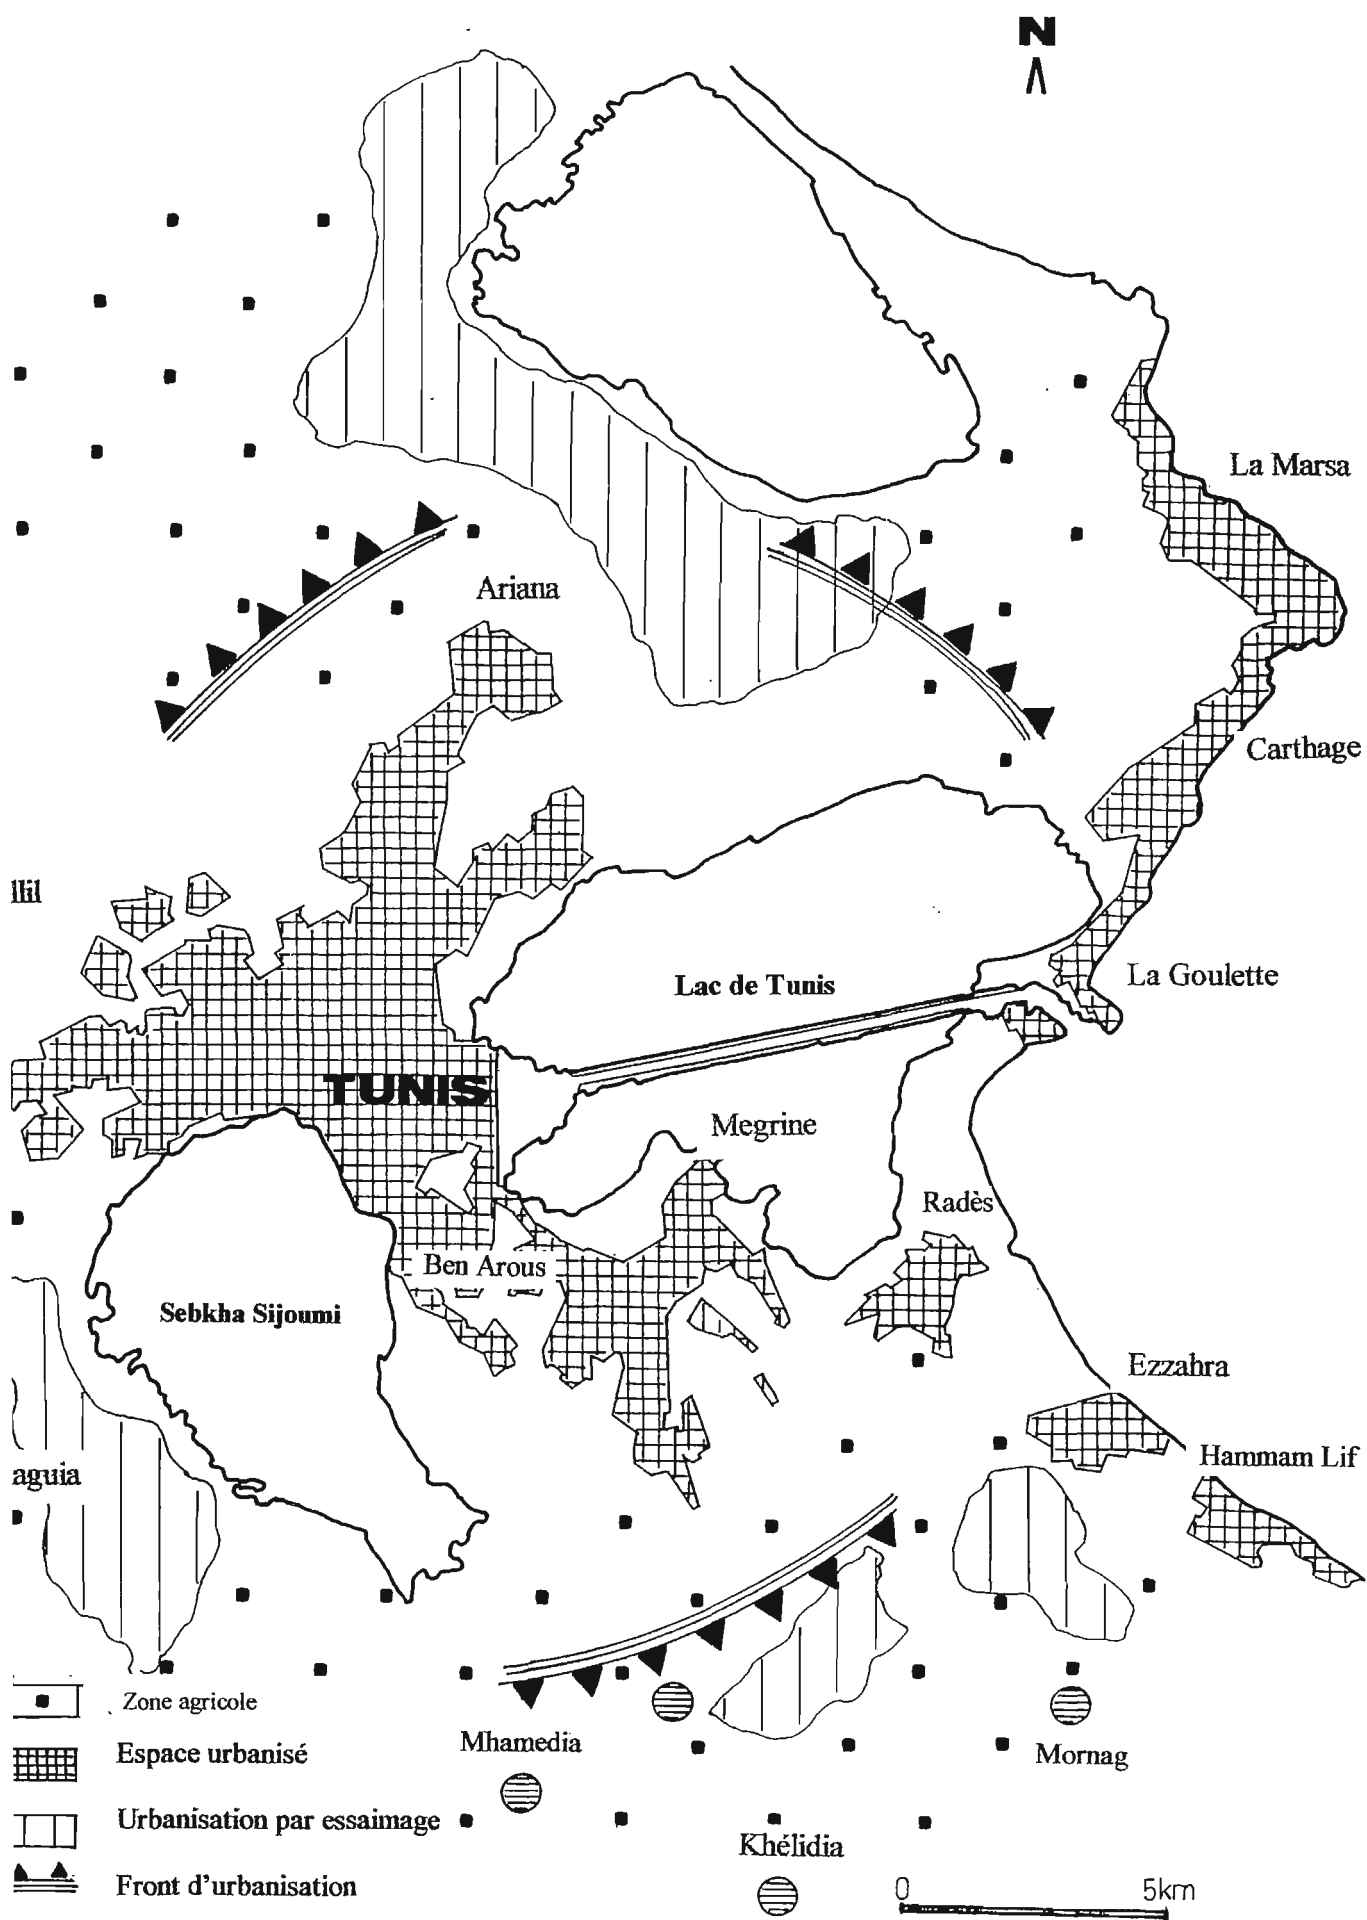 N
La Marsa
Ariana
Carthage
llil
La Goulette
Lac de Tunis
TUNIS
Megrine
Radès
Ben Arous
Sebkha Sijoumi
Ezzahra
Hammam Lif
aguia
Zone agricole
Mhamedia
Mornag
Espace urbanisé
Urbanisation par essaimage
Khélidia
Front d'urbanisation
0 5km